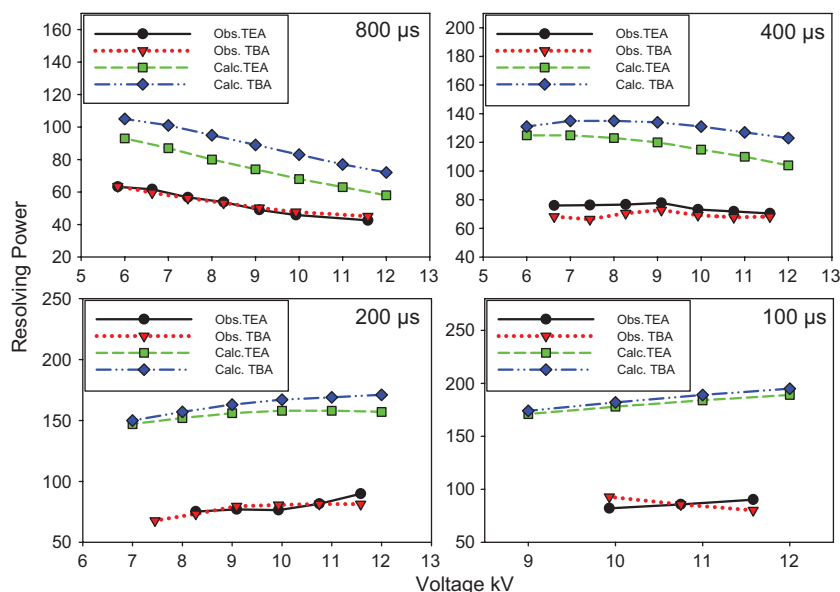 Resolving Power
800 µs
Obs.TEA
Obs. TBA
Calc.TEA
Calc. TBA
160
140
120
100
80
60
40
20
5 6 7 8 9 10 11 12 13
400 µs
Obs.TEA
Obs. TBA
Calc.TEA
Calc. TBA
200
180
160
140
120
100
80
60
40
5 6 7 8 9 10 11 12 13
200 µs
Obs.TEA
Obs. TBA
Calc.TEA
Calc. TBA
250
200
150
100
50
6 7 8 9 10 11 12 13
100 µs
Obs.TEA
Obs. TBA
Calc.TEA
Calc. TBA
250
200
150
100
50
9 10 11 12
Voltage kV